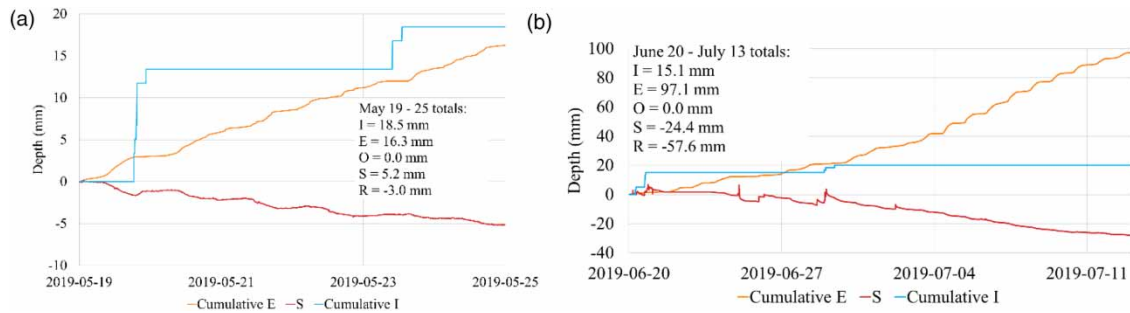 (a)
20
15
10
5
0
-5
-10
Depth (mm)
May 19 - 25 totals:
I = 18.5 mm
E = 16.3 mm
O = 0.0 mm
S = 5.2 mm
R = -3.0 mm
2019-05-19
2019-05-21
2019-05-23
2019-05-25
Cumulative E
S
Cumulative I
(b)
100
80
60
40
20
0
-20
-40
Depth (mm)
June 20 - July 13 totals:
I = 15.1 mm
E = 97.1 mm
O = 0.0 mm
S = -24.4 mm
R = -57.6 mm
2019-06-20
2019-06-27
2019-07-04
2019-07-11
Cumulative E
S
Cumulative I